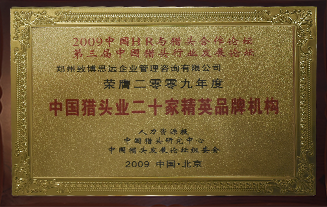 2009中国HR与猎头合作论坛
第三届中国猎头行业发展论坛
郑州致博思远企业管理咨询有限公司
荣膺二零零九年度
中国猎头业二十家精英品牌机构
人力资源报
中国猎头研究中心
中国猎头发展论坛组委会
2009 中国·北京